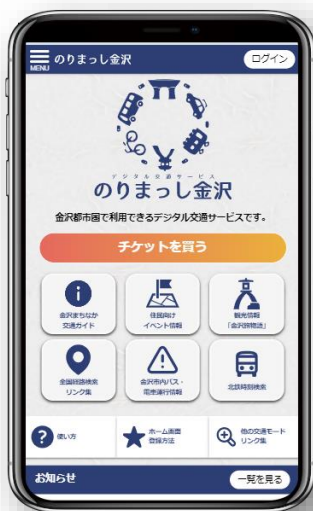 MENU
のりまっし金沢
ログイン
デジタル交通サービス
のりまっし金沢
金沢都市圏で利用できるデジタル交通サービスです。
チケットを買う
金沢まちなか
交通ガイド
住民向け
イベント情報
観光情報
「金沢旅物語」
全国経路検索
リンク集
金沢市内バス・
電車運行情報
北鉄時刻検索
使い方
ホーム画面
登録方法
他の交通モード
リンク集
お知らせ
一覧を見る